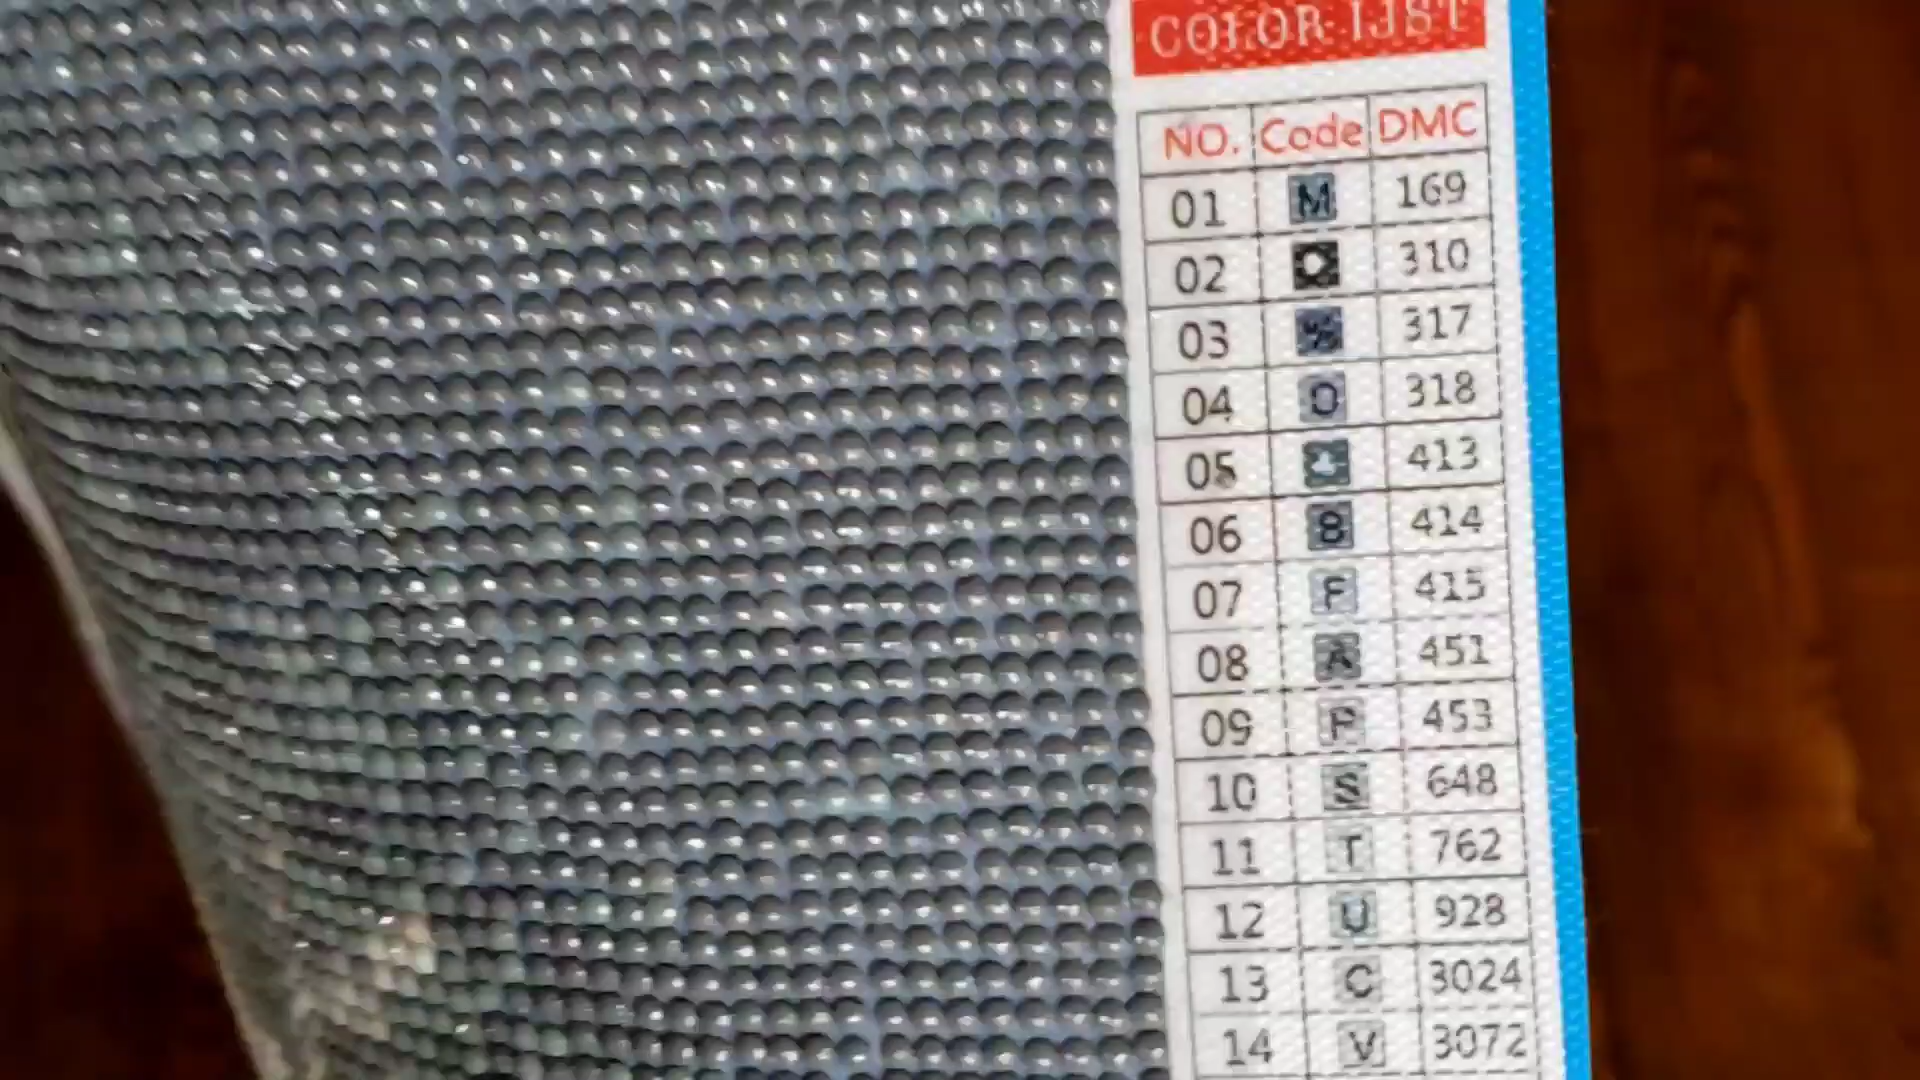 COLOR LIST
NO. Code DMC
01 M 169
02 310
03 % 317
04 O 318
05 413
06 8 414
07 F 415
08 A 451
09 P 453
10 S 648
11 T 762
12 U 928
13 C 3024
14 V 3072